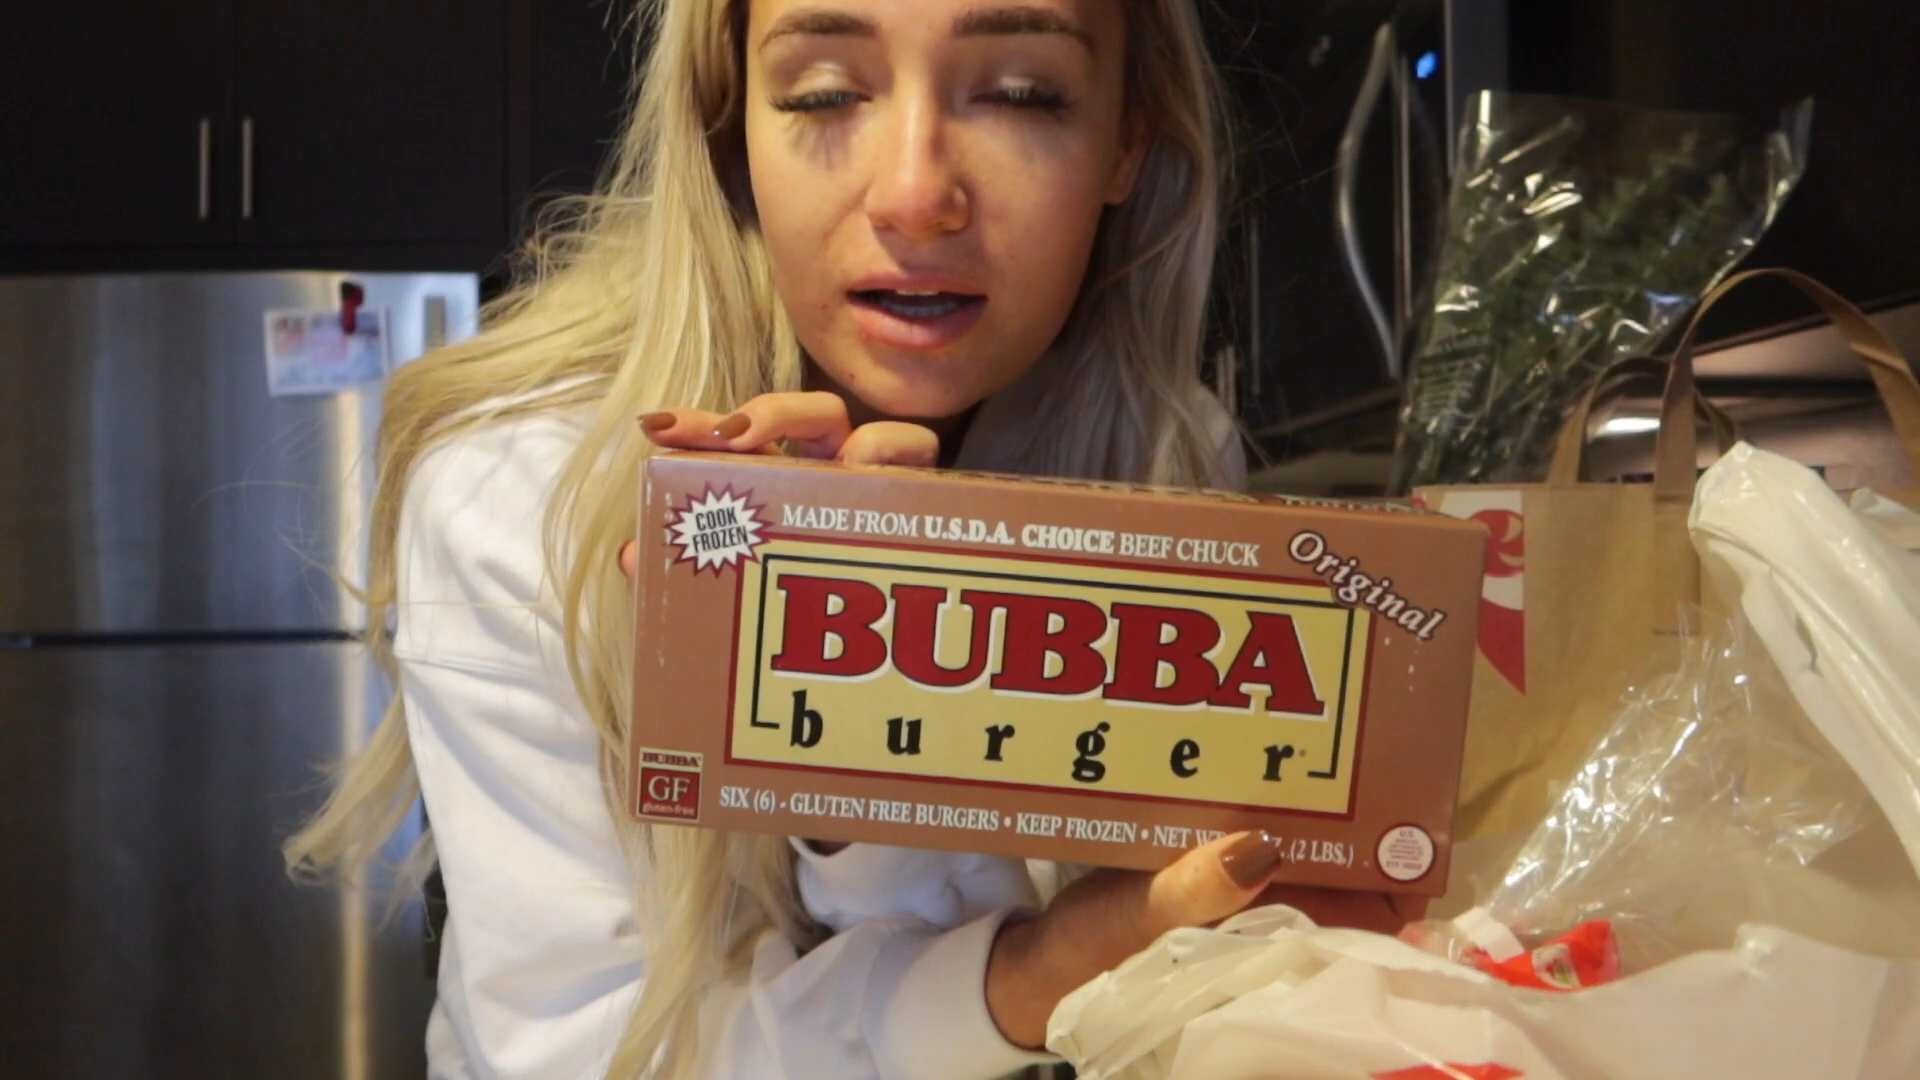 COOK
FROZEN
MADE FROM U.S.D.A. CHOICE BEEF CHUCK
Original
BUBBA
burger
BUBBA
GF
gluten-free
SIX (6) - GLUTEN FREE BURGERS • KEEP FROZEN • NET Z. (2 LBS.)